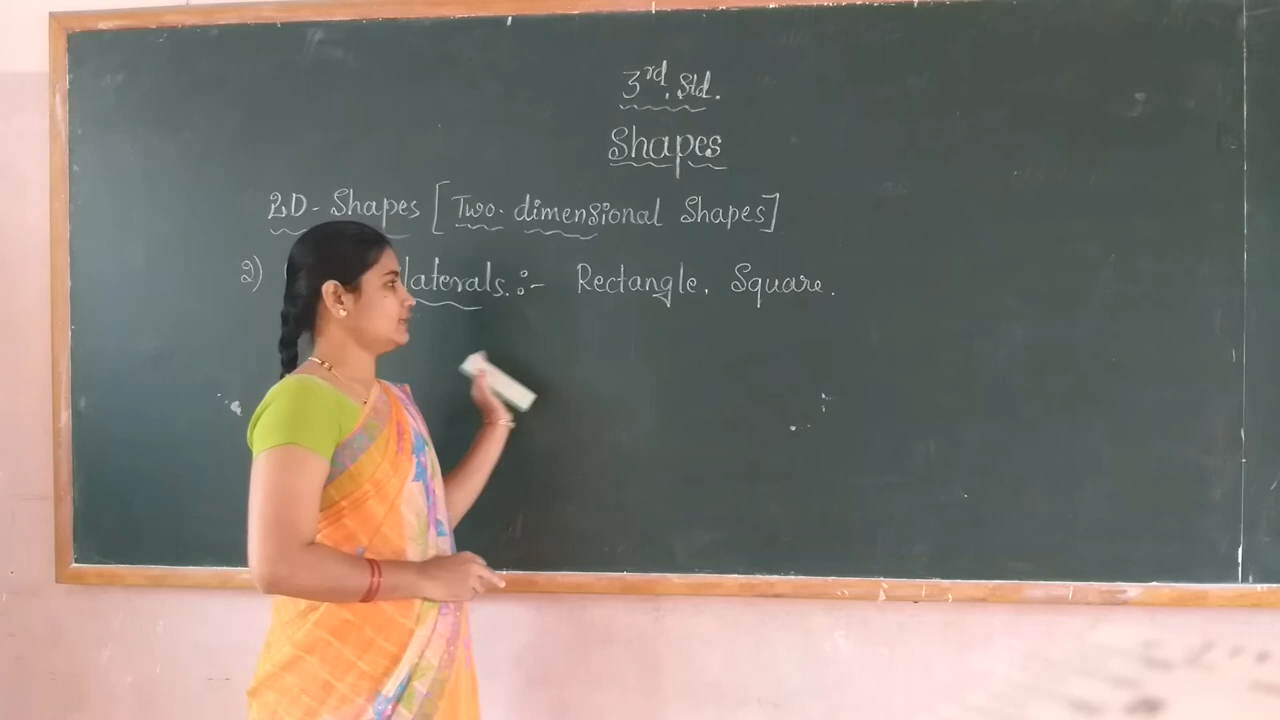 3rd. Std.
Shapes
2D - Shapes [Two - dimensional Shapes]
2) laterals. :- Rectangle, Square.